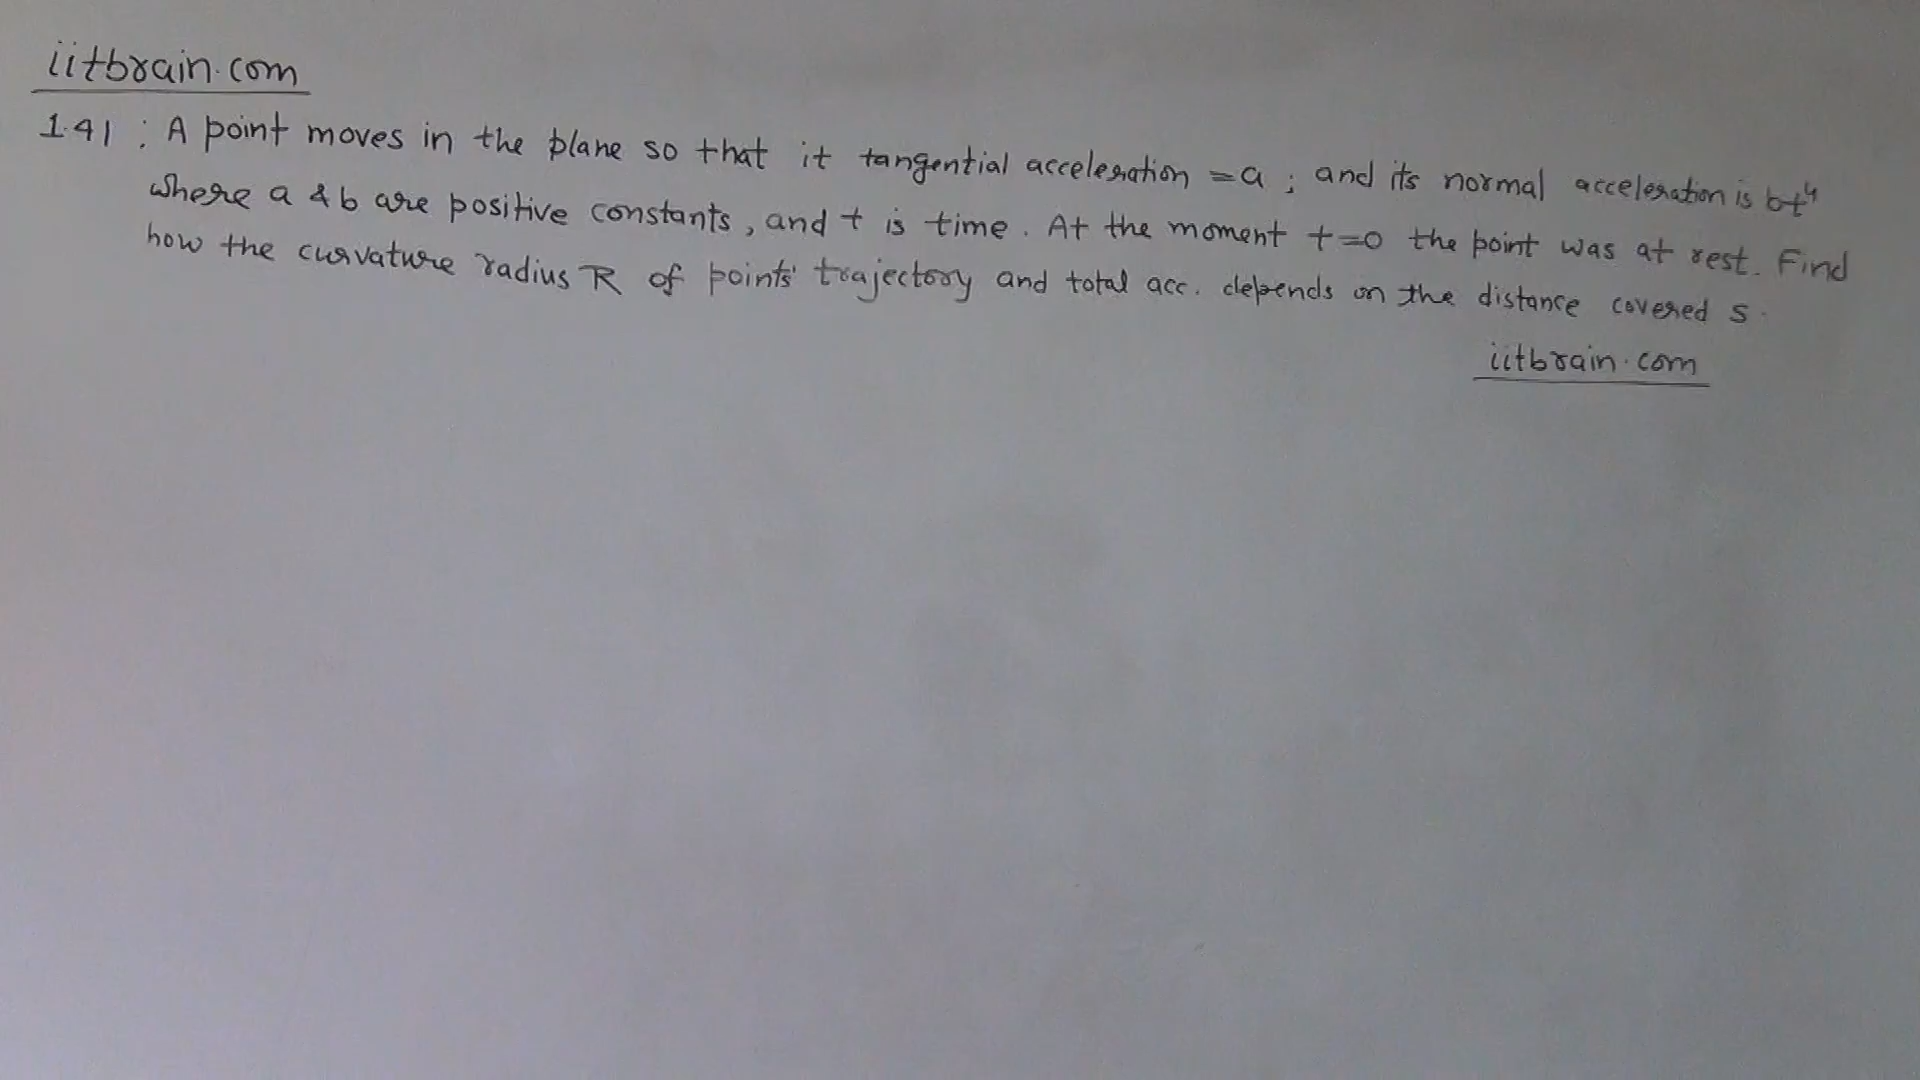 iitbrain.com
1.41 : A point moves in the plane so that it tangential acceleration = a ; and its normal acceleration is bt⁴
where a & b are positive constants, and t is time. At the moment t=0 the point was at rest. Find
how the curvature radius R of points' trajectory and total acc. depends on the distance covered s.
iitbrain.com